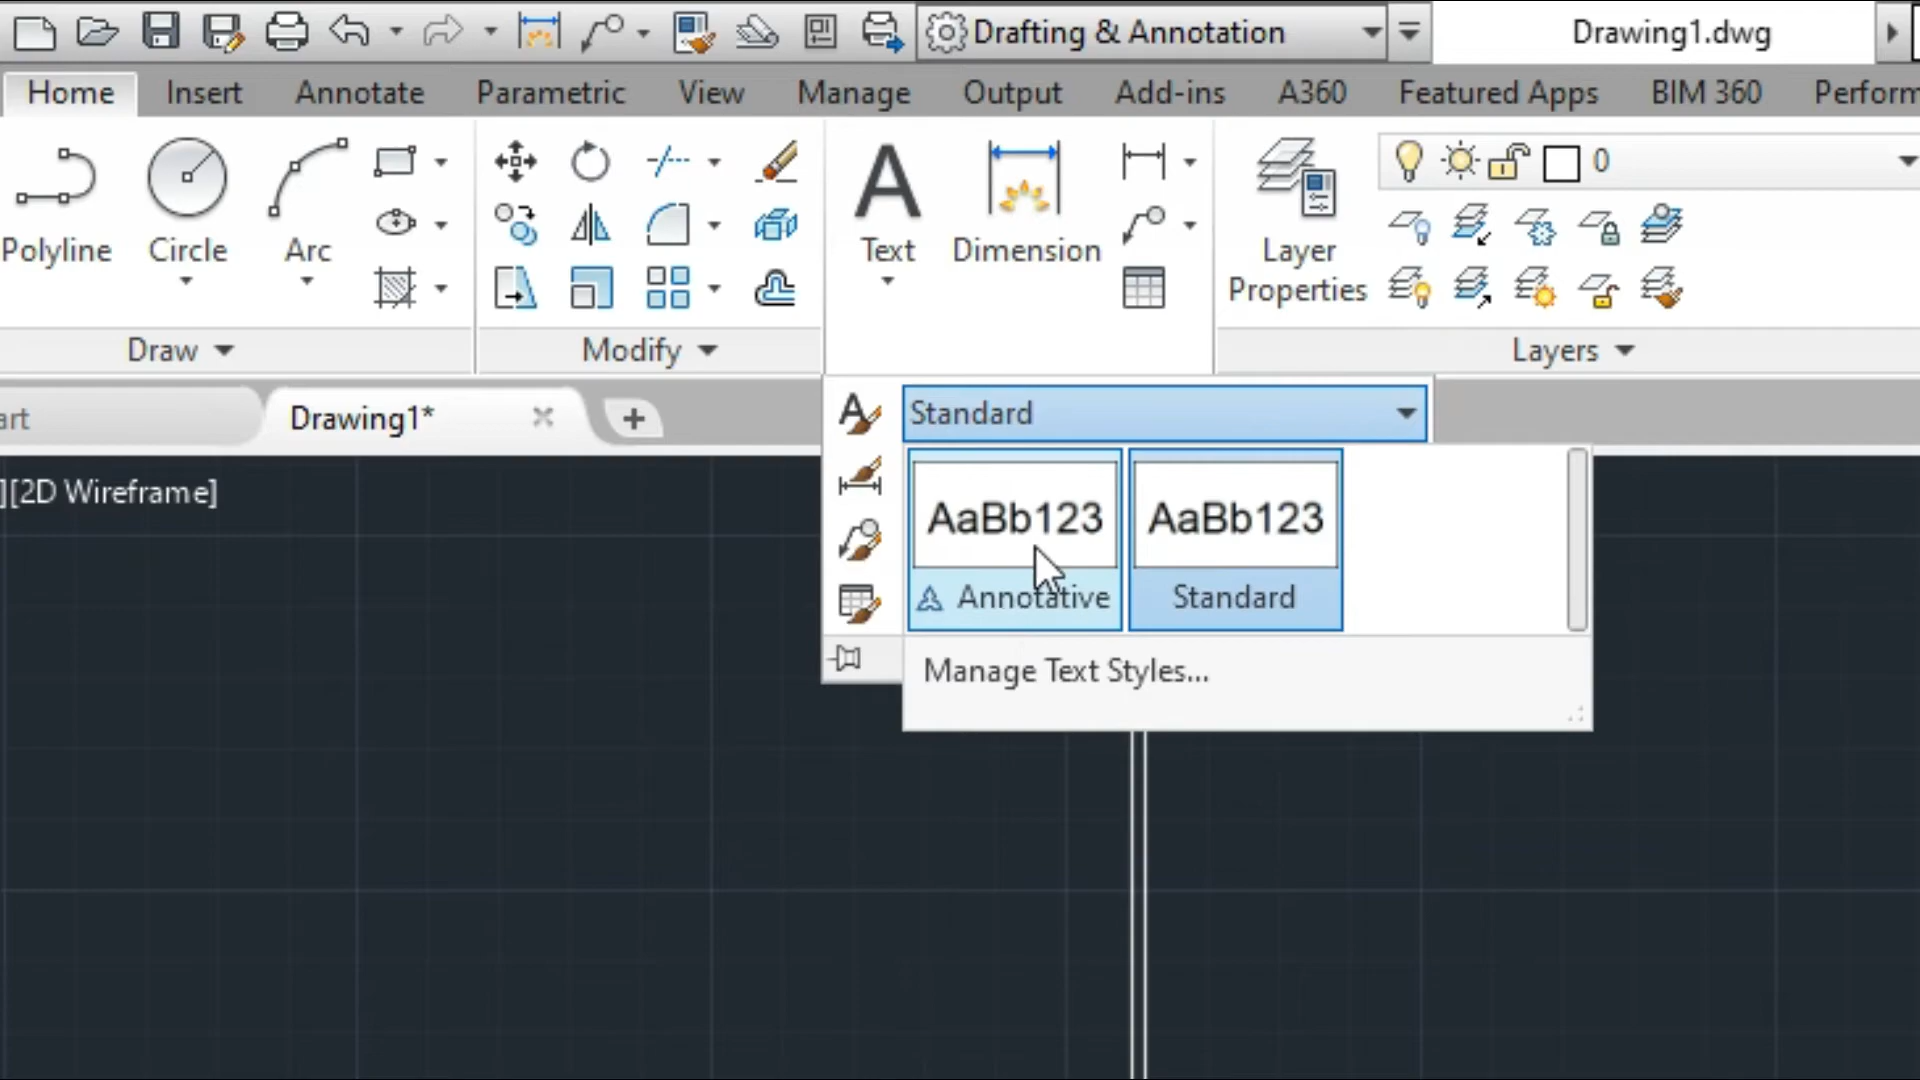 Drafting & Annotation
Drawing1.dwg
Home
Insert
Annotate
Parametric
View
Manage
Output
Add-ins
A360
Featured Apps
BIM 360
Perform
Polyline
Circle
Arc
A
Text
Dimension
Layer
Properties
0
Draw
Modify
Layers
art
Drawing1*
Standard
][2D Wireframe]
AaBb123
AaBb123
Annotative
Standard
Manage Text Styles...